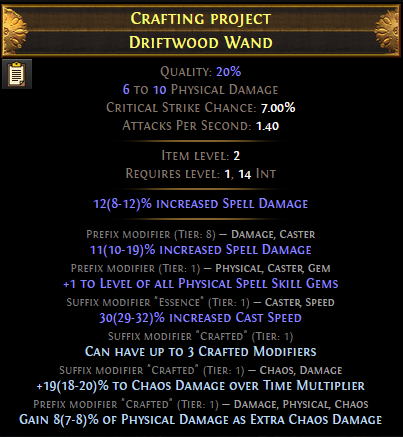 Crafting project
Driftwood Wand
Quality: 20%
6 to 10 Physical Damage
Critical Strike Chance: 7.00%
Attacks Per Second: 1.40
Item level: 2
Requires level: 1, 14 Int
12(8-12)% increased Spell Damage
Prefix modifier (Tier: 8) — Damage, Caster
11(10-19)% increased Spell Damage
Prefix modifier (Tier: 1) — Physical, Caster, Gem
+1 to Level of all Physical Spell Skill Gems
Suffix modifier "Essence" (Tier: 1) — Caster, Speed
30(29-32)% increased Cast Speed
Suffix modifier "Crafted" (Tier: 1)
Can have up to 3 Crafted Modifiers
Suffix modifier "Crafted" (Tier: 1) — Chaos, Damage
+19(18-20)% to Chaos Damage over Time Multiplier
Prefix modifier "Crafted" (Tier: 1) — Damage, Physical, Chaos
Gain 8(7-8)% of Physical Damage as Extra Chaos Damage